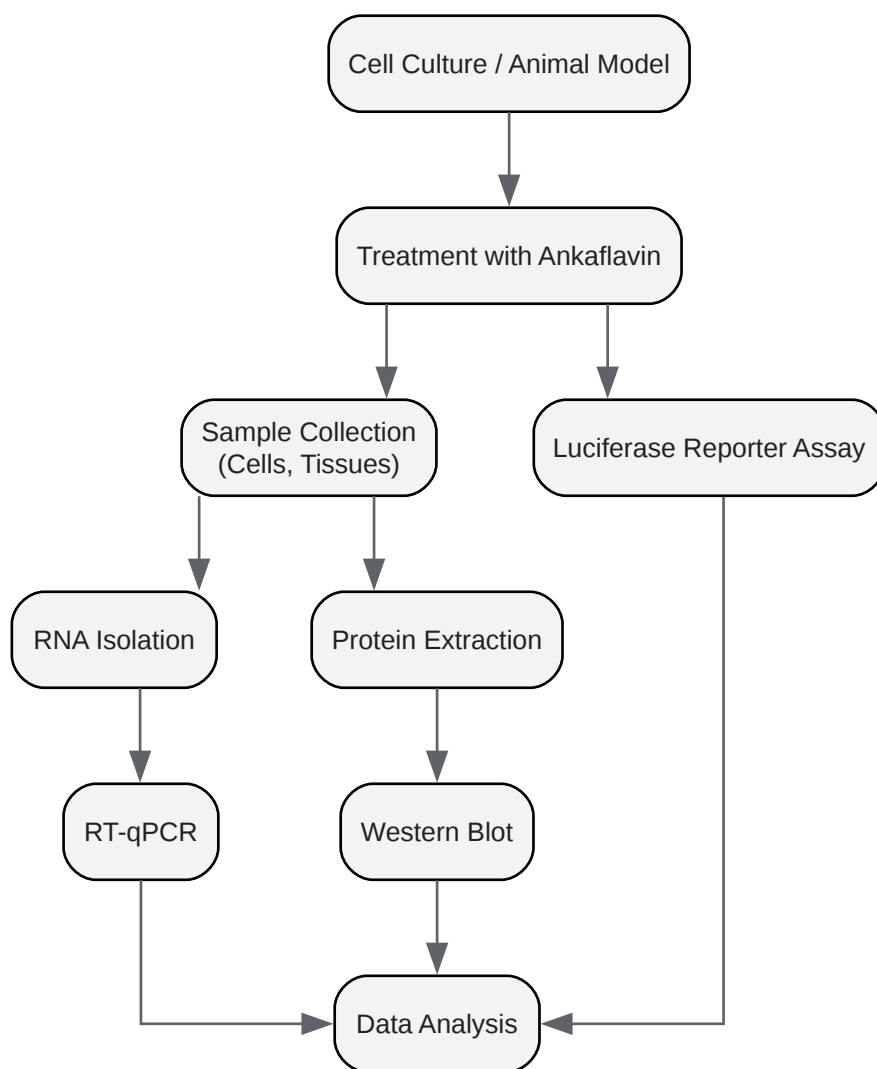 Cell Culture / Animal Model
Treatment with Ankaflavin
Sample Collection
(Cells, Tissues)
Luciferase Reporter Assay
RNA Isolation
Protein Extraction
RT-qPCR
Western Blot
Data Analysis